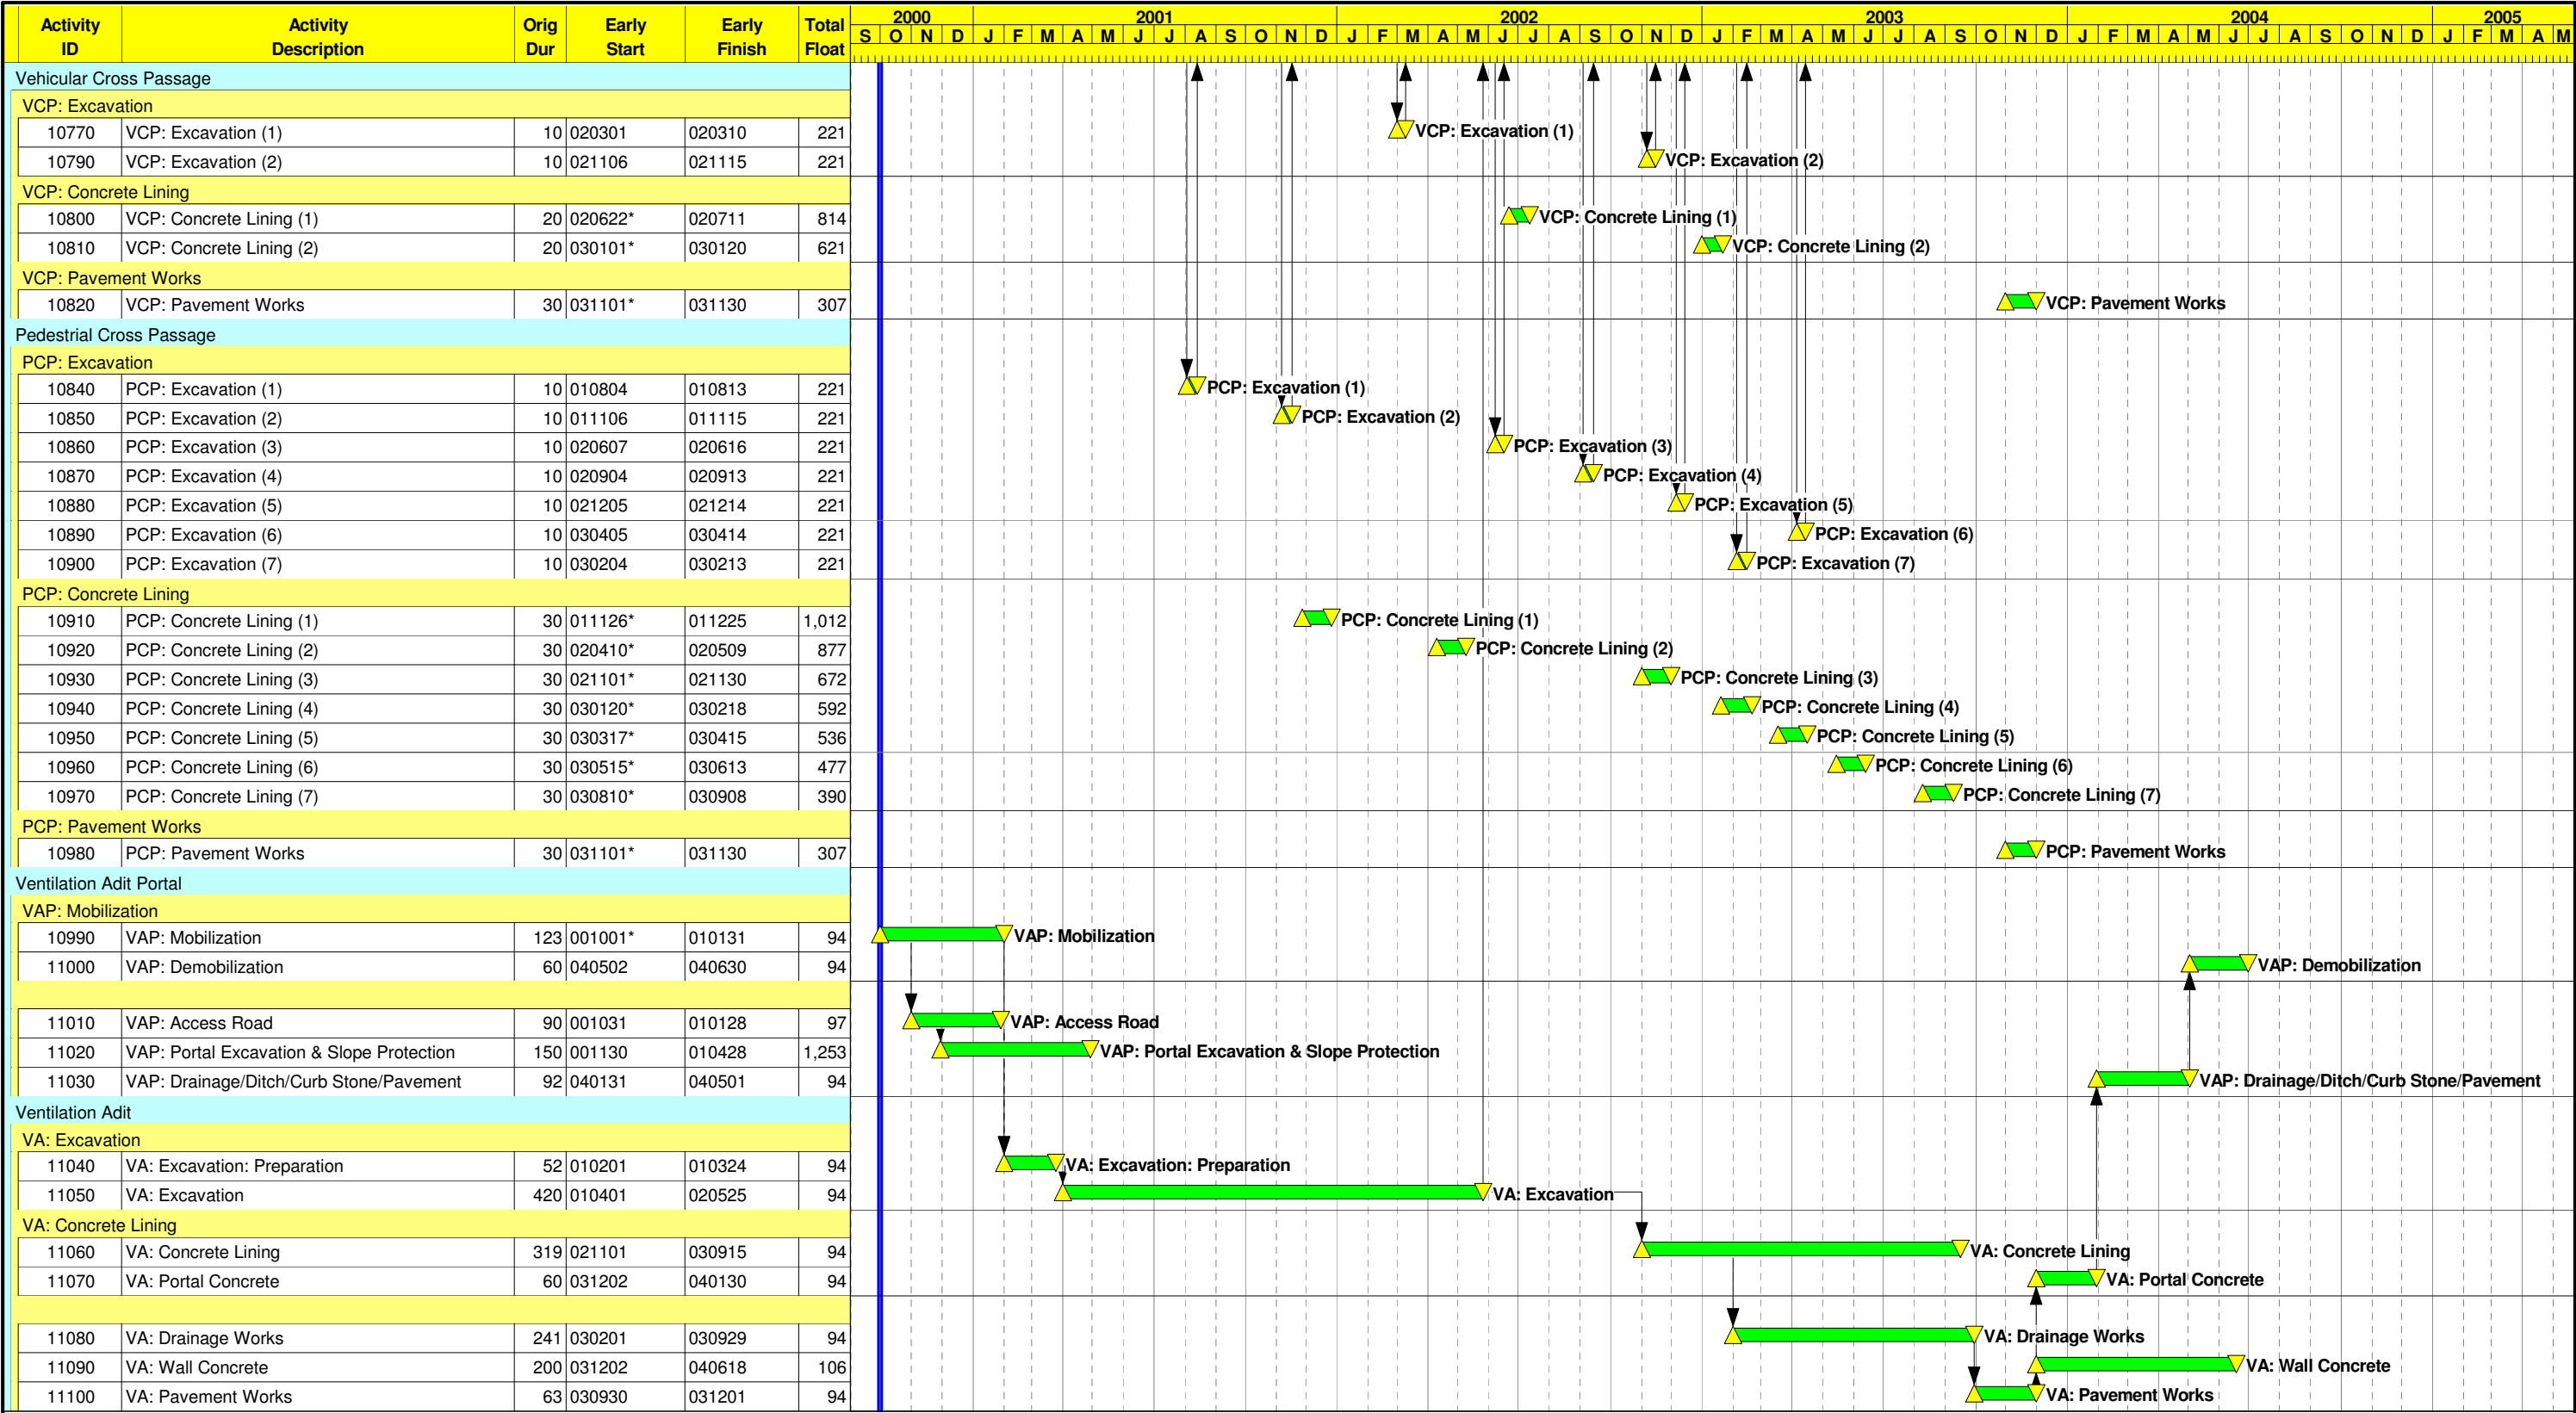 Activity ID Activity Description Orig Dur Early Start Early Finish Total Float
2000 2001 2002 2003 2004 2005
S O N D J F M A M J J A S O N D J F M A M J J A S O N D J F M A M J J A S O N D J F M A M J J A S O N D J F M A M
Vehicular Cross Passage
VCP: Excavation
10770 VCP: Excavation (1) 10 020301 020310 221 VCP: Excavation (1)
10790 VCP: Excavation (2) 10 021106 021115 221 VCP: Excavation (2)
VCP: Concrete Lining
10800 VCP: Concrete Lining (1) 20 020622* 020711 814 VCP: Concrete Lining (1)
10810 VCP: Concrete Lining (2) 20 030101* 030120 621 VCP: Concrete Lining (2)
VCP: Pavement Works
10820 VCP: Pavement Works 30 031101* 031130 307 VCP: Pavement Works
Pedestrial Cross Passage
PCP: Excavation
10840 PCP: Excavation (1) 10 010804 010813 221 PCP: Excavation (1)
10850 PCP: Excavation (2) 10 011106 011115 221 PCP: Excavation (2)
10860 PCP: Excavation (3) 10 020607 020616 221 PCP: Excavation (3)
10870 PCP: Excavation (4) 10 020904 020913 221 PCP: Excavation (4)
10880 PCP: Excavation (5) 10 021205 021214 221 PCP: Excavation (5)
10890 PCP: Excavation (6) 10 030405 030414 221 PCP: Excavation (6)
10900 PCP: Excavation (7) 10 030204 030213 221 PCP: Excavation (7)
PCP: Concrete Lining
10910 PCP: Concrete Lining (1) 30 011126* 011225 1,012 PCP: Concrete Lining (1)
10920 PCP: Concrete Lining (2) 30 020410* 020509 877 PCP: Concrete Lining (2)
10930 PCP: Concrete Lining (3) 30 021101* 021130 672 PCP: Concrete Lining (3)
10940 PCP: Concrete Lining (4) 30 030120* 030218 592 PCP: Concrete Lining (4)
10950 PCP: Concrete Lining (5) 30 030317* 030415 536 PCP: Concrete Lining (5)
10960 PCP: Concrete Lining (6) 30 030515* 030613 477 PCP: Concrete Lining (6)
10970 PCP: Concrete Lining (7) 30 030810* 030908 390 PCP: Concrete Lining (7)
PCP: Pavement Works
10980 PCP: Pavement Works 30 031101* 031130 307 PCP: Pavement Works
Ventilation Adit Portal
VAP: Mobilization
10990 VAP: Mobilization 123 001001* 010131 94 VAP: Mobilization
11000 VAP: Demobilization 60 040502 040630 94 VAP: Demobilization
11010 VAP: Access Road 90 001031 010128 97 VAP: Access Road
11020 VAP: Portal Excavation & Slope Protection 150 001130 010428 1,253 VAP: Portal Excavation & Slope Protection
11030 VAP: Drainage/Ditch/Curb Stone/Pavement 92 040131 040501 94 VAP: Drainage/Ditch/Curb Stone/Pavement
Ventilation Adit
VA: Excavation
11040 VA: Excavation: Preparation 52 010201 010324 94 VA: Excavation: Preparation
11050 VA: Excavation 420 010401 020525 94 VA: Excavation
VA: Concrete Lining
11060 VA: Concrete Lining 319 021101 030915 94 VA: Concrete Lining
11070 VA: Portal Concrete 60 031202 040130 94 VA: Portal Concrete
11080 VA: Drainage Works 241 030201 030929 94 VA: Drainage Works
11090 VA: Wall Concrete 200 031202 040618 106 VA: Wall Concrete
11100 VA: Pavement Works 63 030930 031201 94 VA: Pavement Works